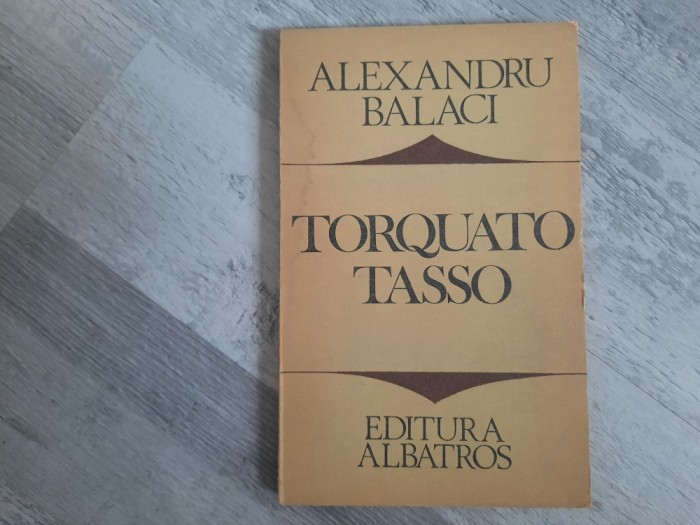 ALEXANDRU
BALACI
TORQUATO
TASSO
EDITURA
ALBATROS